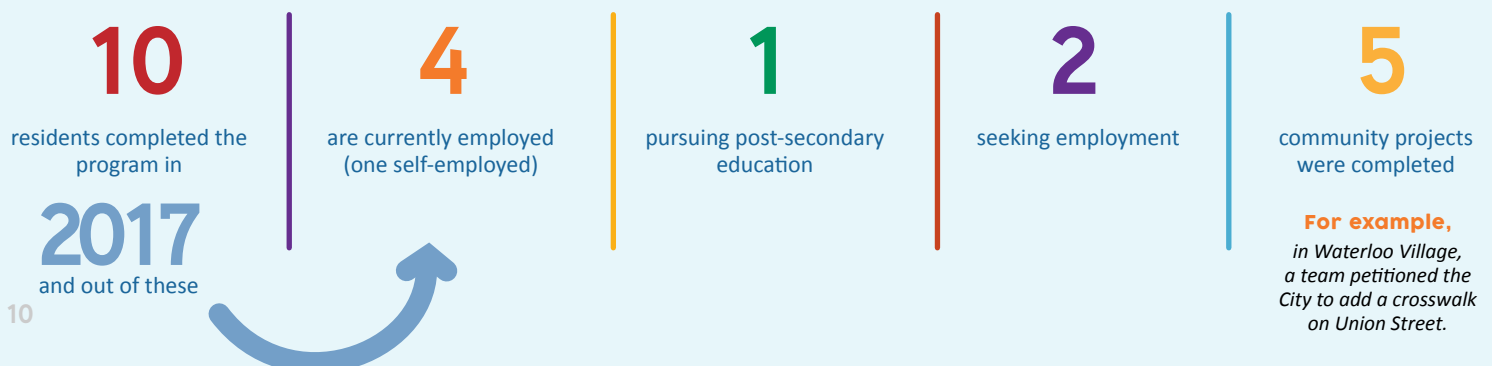 10
residents completed the
program in
2017
and out of these
4
are currently employed
(one self-employed)
1
pursuing post-secondary
education
2
seeking employment
5
community projects
were completed
For example,
in Waterloo Village,
a team petitioned the
City to add a crosswalk
on Union Street.
10